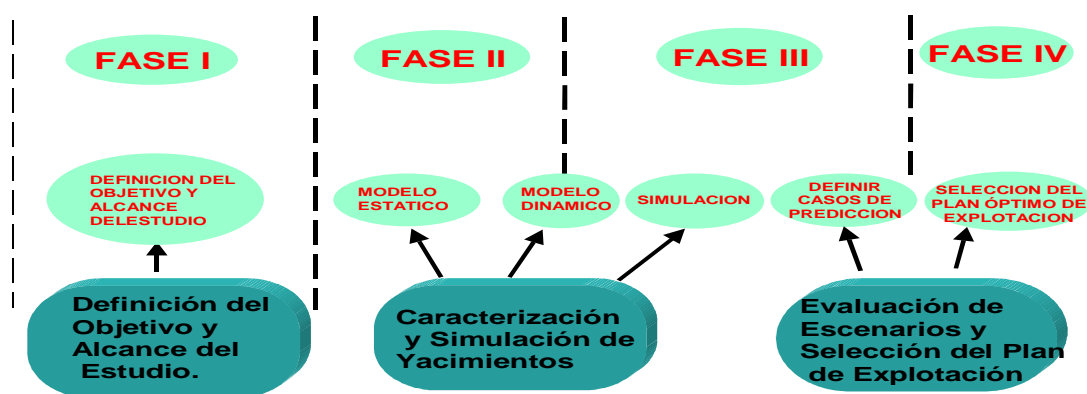 FASE I
FASE II
FASE III
FASE IV
DEFINICION DEL
OBJETIVO Y
ALCANCE
DELESTUDIO
MODELO
ESTATICO
MODELO
DINAMICO
SIMULACION
DEFINIR
CASOS DE
PREDICCION
SELECCION DEL
PLAN ÓPTIMO DE
EXPLOTACION
Definición del
Objetivo y
Alcance del
Estudio.
Caracterización
y Simulación de
Yacimientos
Evaluación de
Escenarios y
Selección del Plan
de Explotación